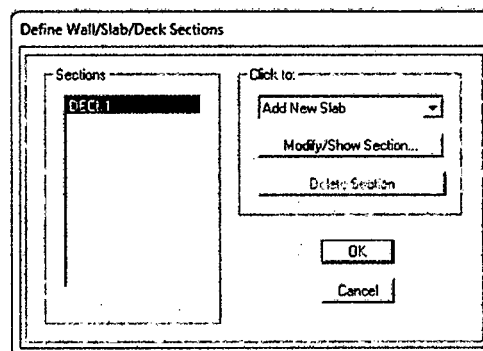 Define Wall/Slab/Deck Sections
Sections
DECK1
Click to:
Add New Slab
Modify/Show Section...
Delete Section
OK
Cancel